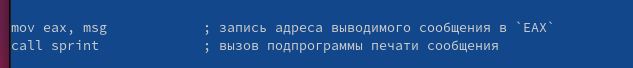 mov eax, msg ; запись адреса выводимого сообщения в `EAX`
call sprint ; вызов подпрограммы печати сообщения